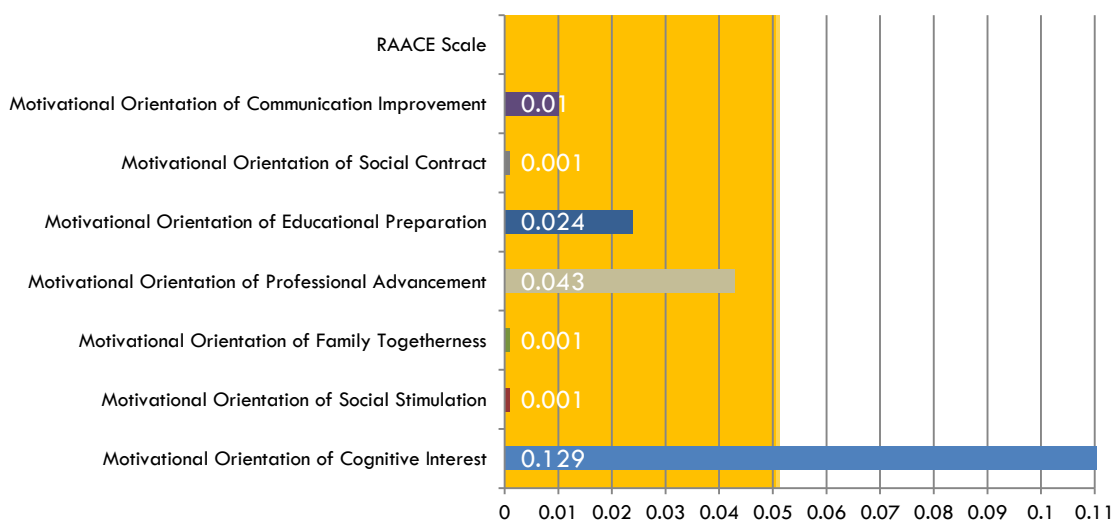 RAACE Scale
Motivational Orientation of Communication Improvement 0.01
Motivational Orientation of Social Contract 0.001
Motivational Orientation of Educational Preparation 0.024
Motivational Orientation of Professional Advancement 0.043
Motivational Orientation of Family Togetherness 0.001
Motivational Orientation of Social Stimulation 0.001
Motivational Orientation of Cognitive Interest 0.129
0 0.01 0.02 0.03 0.04 0.05 0.06 0.07 0.08 0.09 0.1 0.11